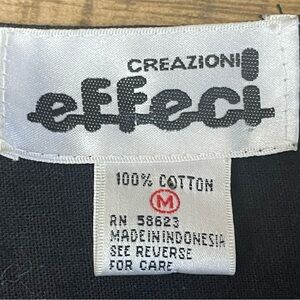 CREAZIONI
effeci
100% COTTON
M
RN 58623
MADE IN INDONESIA
SEE REVERSE
FOR CARE